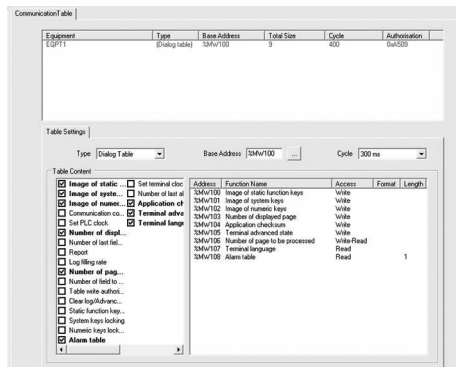 CommunicationTable
Equipment Type Base Address Total Size Cycle Authorisation
EQPT1 (Dialog table) %MW100 9 400 0xA509
Table Settings
Type Dialog Table Base Address %MW100 ... Cycle 300 ms
Table Content
Image of static ... Set terminal cloc
Image of syste... Number of last al
Image of numer... Application ch
Communication co... Terminal adva
Set PLC clock Terminal langu
Number of displ...
Number of last fiel...
Report
Log filling rate
Number of pag...
Number of field to ...
Table write authori...
Clear log/Advanc...
Static function key...
System keys locking
Numeric keys lock...
Alarm table
Address Function Name Access Format Length
%MW100 Image of static function keys Write
%MW101 Image of system keys Write
%MW102 Image of numeric keys Write
%MW103 Number of displayed page Write
%MW104 Application checksum Write
%MW105 Terminal advanced state Write
%MW106 Number of page to be processed Write-Read
%MW107 Terminal language Read
%MW108 Alarm table Read 1